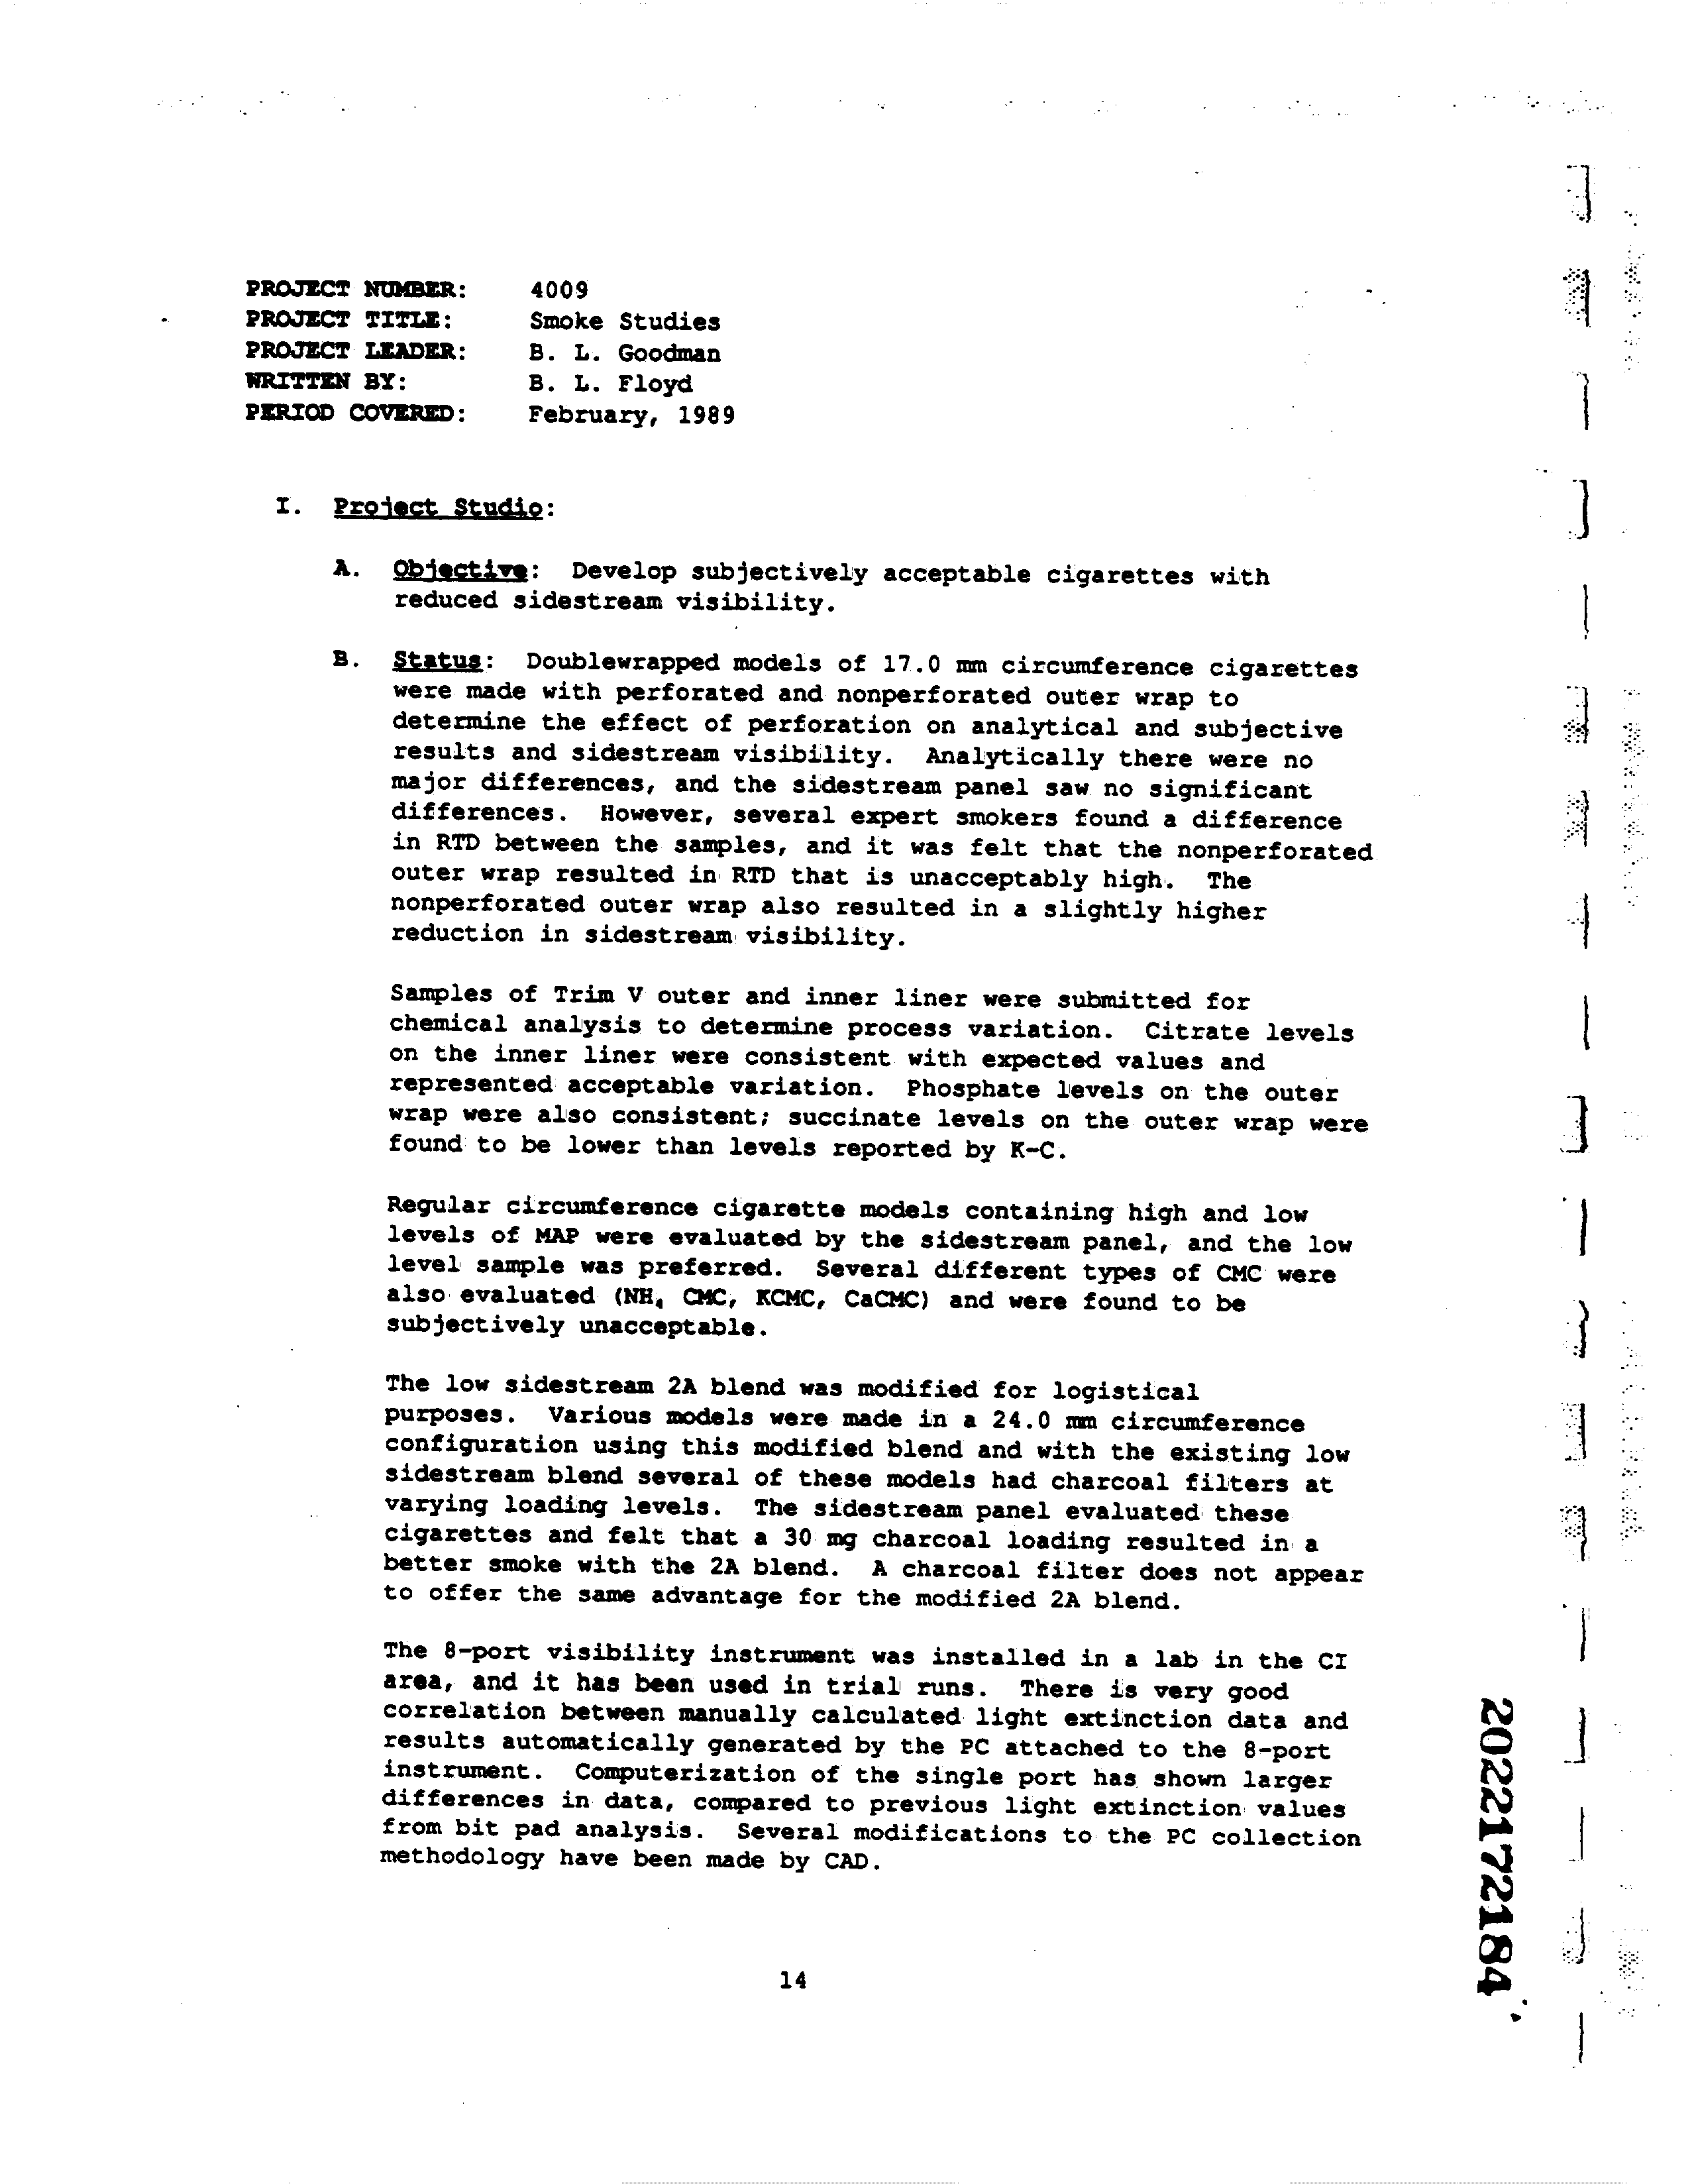 PROJECT NUMBER: 4009
PROJECT TITLE: Smoke Studies
PROJECT LEADER: B. L. Goodman
WRITTEN BY: B. L. Floyd
PERIOD COVERED: February, 1989
I. Project Studio:
A. Objective: Develop subjectively acceptable cigarettes with
reduced sidestream visibility.
B. Status: Doublewrapped models of 17.0 mm circumference cigarettes
were made with perforated and nonperforated outer wrap to
determine the effect of perforation on analytical and subjective
results and sidestream visibility. Analytically there were no
major differences, and the sidestream panel saw no significant
differences. However, several expert smokers found a difference
in RTD between the samples, and it was felt that the nonperforated
outer wrap resulted in RTD that is unacceptably high. The
nonperforated outer wrap also resulted in a slightly higher
reduction in sidestream visibility.
Samples of Trim V outer and inner liner were submitted for
chemical analysis to determine process variation. Citrate levels
on the inner liner were consistent with expected values and
represented acceptable variation. Phosphate levels on the outer
wrap were also consistent; succinate levels on the outer wrap were
found to be lower than levels reported by K-C.
Regular circumference cigarette models containing high and low
levels of MAP were evaluated by the sidestream panel, and the low
level sample was preferred. Several different types of CMC were
also evaluated (NH₄ CMC, KCMC, CaCMC) and were found to be
subjectively unacceptable.
The low sidestream 2A blend was modified for logistical
purposes. Various models were made in a 24.0 mm circumference
configuration using this modified blend and with the existing low
sidestream blend several of these models had charcoal filters at
varying loading levels. The sidestream panel evaluated these
cigarettes and felt that a 30 mg charcoal loading resulted in a
better smoke with the 2A blend. A charcoal filter does not appear
to offer the same advantage for the modified 2A blend.
The 8-port visibility instrument was installed in a lab in the CI
area, and it has been used in trial runs. There is very good
correlation between manually calculated light extinction data and
results automatically generated by the PC attached to the 8-port
instrument. Computerization of the single port has shown larger
differences in data, compared to previous light extinction values
from bit pad analysis. Several modifications to the PC collection
methodology have been made by CAD.
14
2022172184